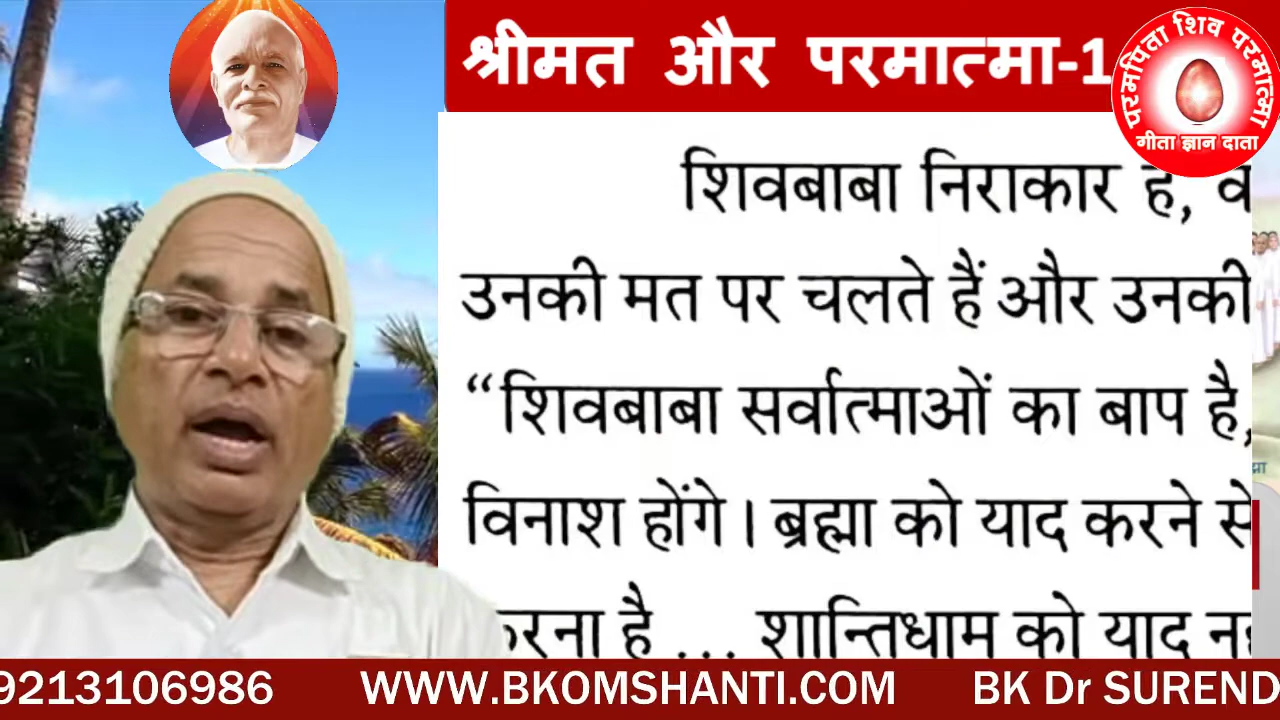 श्रीमत और परमात्मा-1
परमपिता शिव परमात्मा
गीता ज्ञान दाता
शिवबाबा निराकार है,
उनकी मत पर चलते हैं और उनकी
“शिवबाबा सर्वात्माओं का बाप है,
विनाश होंगे। ब्रह्मा को याद करने से
करना है ... शान्तिधाम को याद
9213106986 WWW.BKOMSHANTI.COM BK Dr SUREND